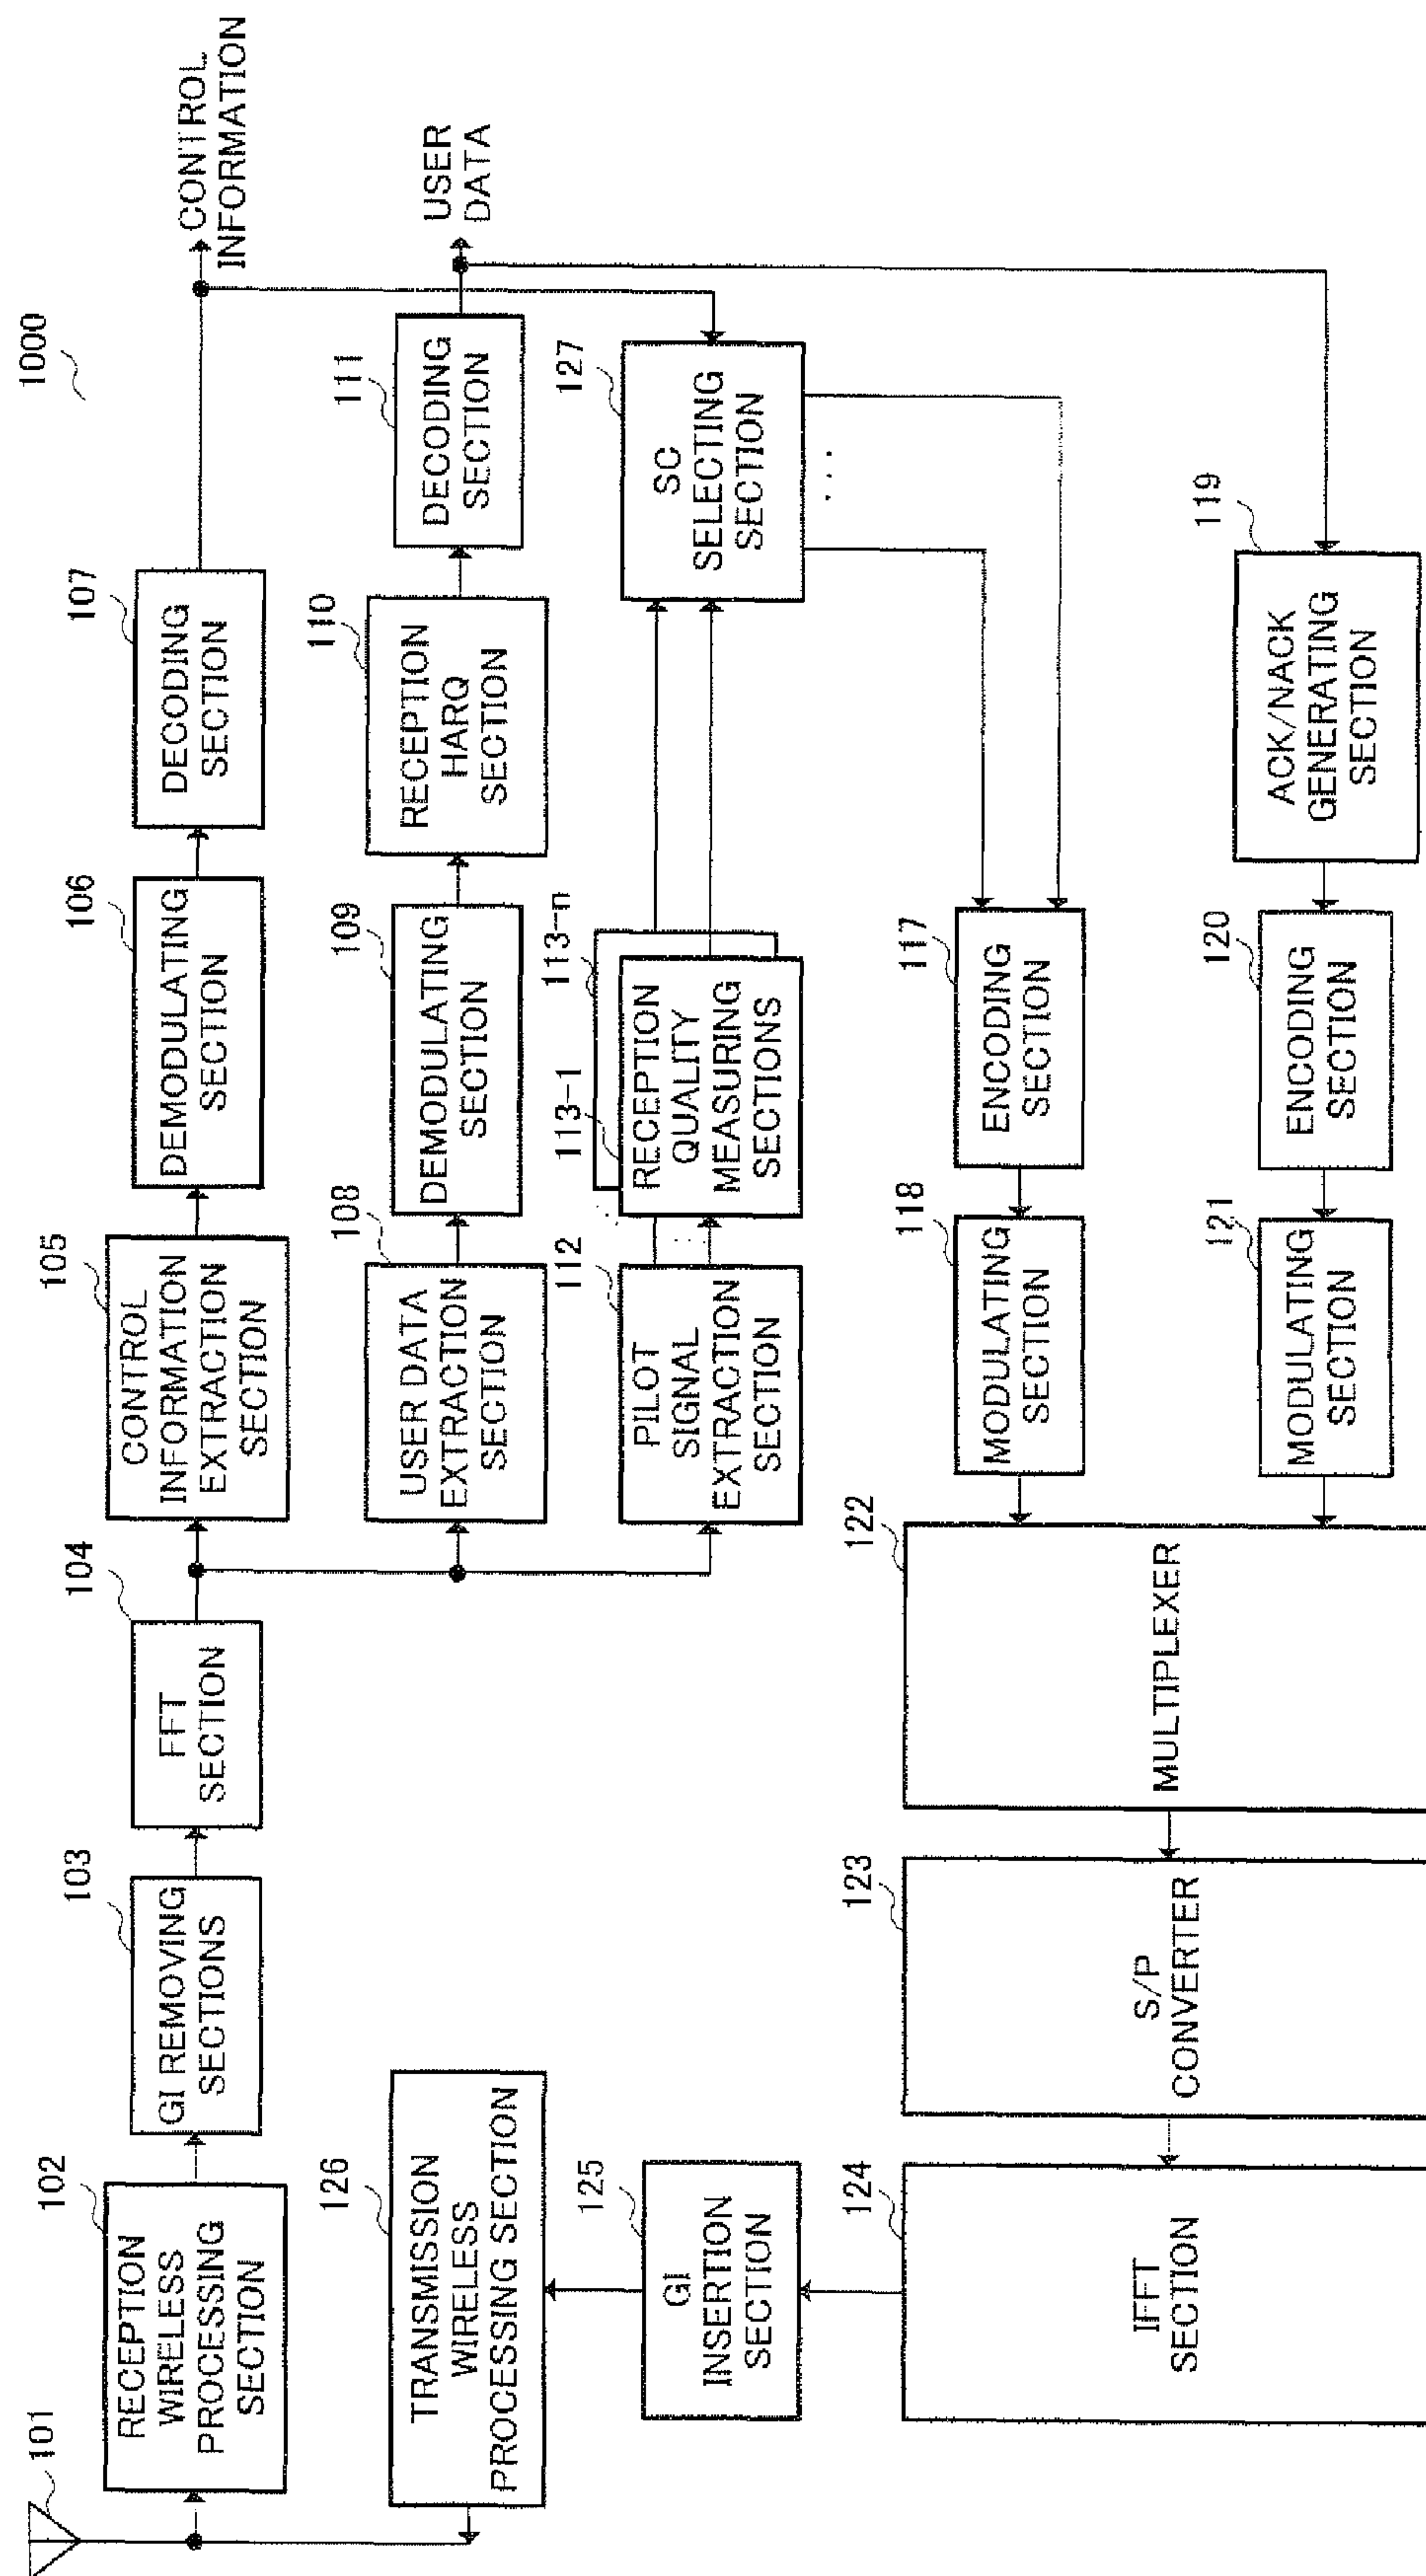 1000
101
102
RECEPTION
WIRELESS
PROCESSING
SECTION
103
GI REMOVING
SECTIONS
104
FFT
SECTION
105
CONTROL
INFORMATION
EXTRACTION
SECTION
106
DEMODULATING
SECTION
107
DECODING
SECTION
CONTROL
INFORMATION
108
USER DATA
EXTRACTION
SECTION
109
DEMODULATING
SECTION
110
RECEPTION
HARQ
SECTION
111
DECODING
SECTION
USER
DATA
112
PILOT
SIGNAL
EXTRACTION
SECTION
113-1
113-n
RECEPTION
QUALITY
MEASURING
SECTIONS
127
SC
SELECTING
SECTION
126
TRANSMISSION
WIRELESS
PROCESSING SECTION
125
GI
INSERTION
SECTION
124
IFFT
SECTION
123
S/P
CONVERTER
122
MULTIPLEXER
118
MODULATING
SECTION
117
ENCODING
SECTION
121
MODULATING
SECTION
120
ENCODING
SECTION
119
ACK/NACK
GENERATING
SECTION